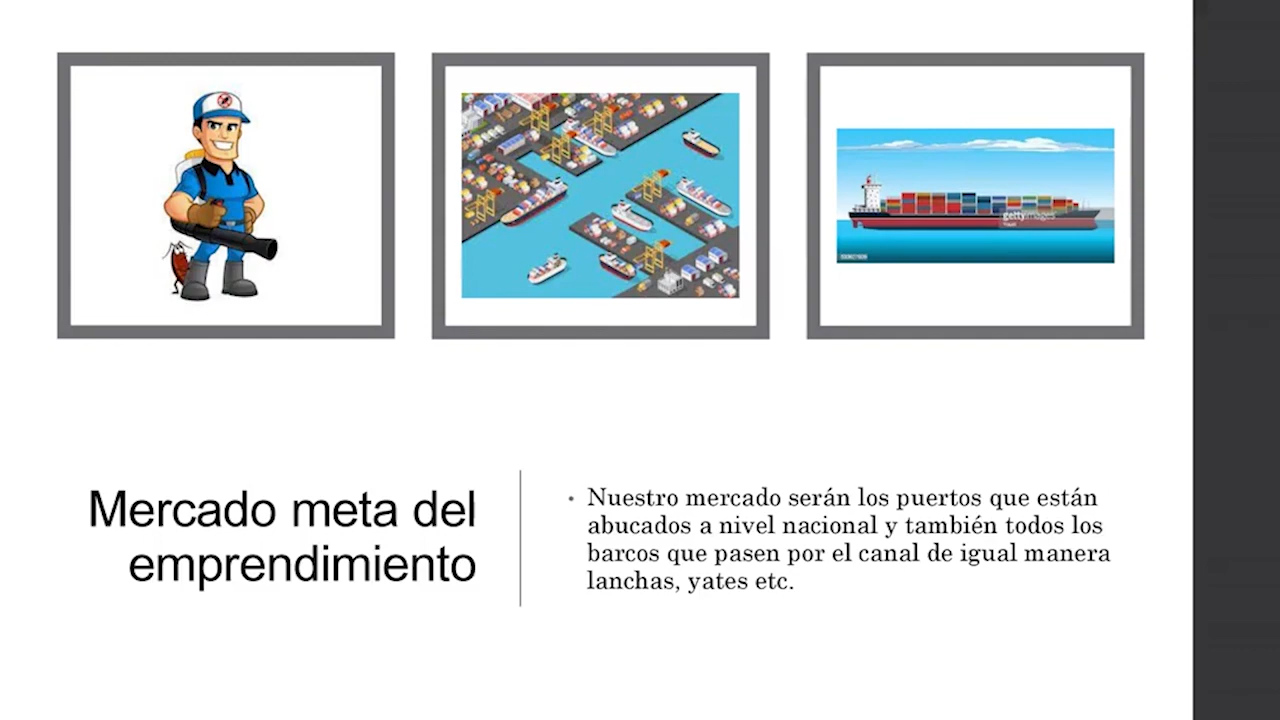 gettyimages
Mercado meta del
emprendimiento
• Nuestro mercado serán los puertos que están
abucados a nivel nacional y también todos los
barcos que pasen por el canal de igual manera
lanchas, yates etc.